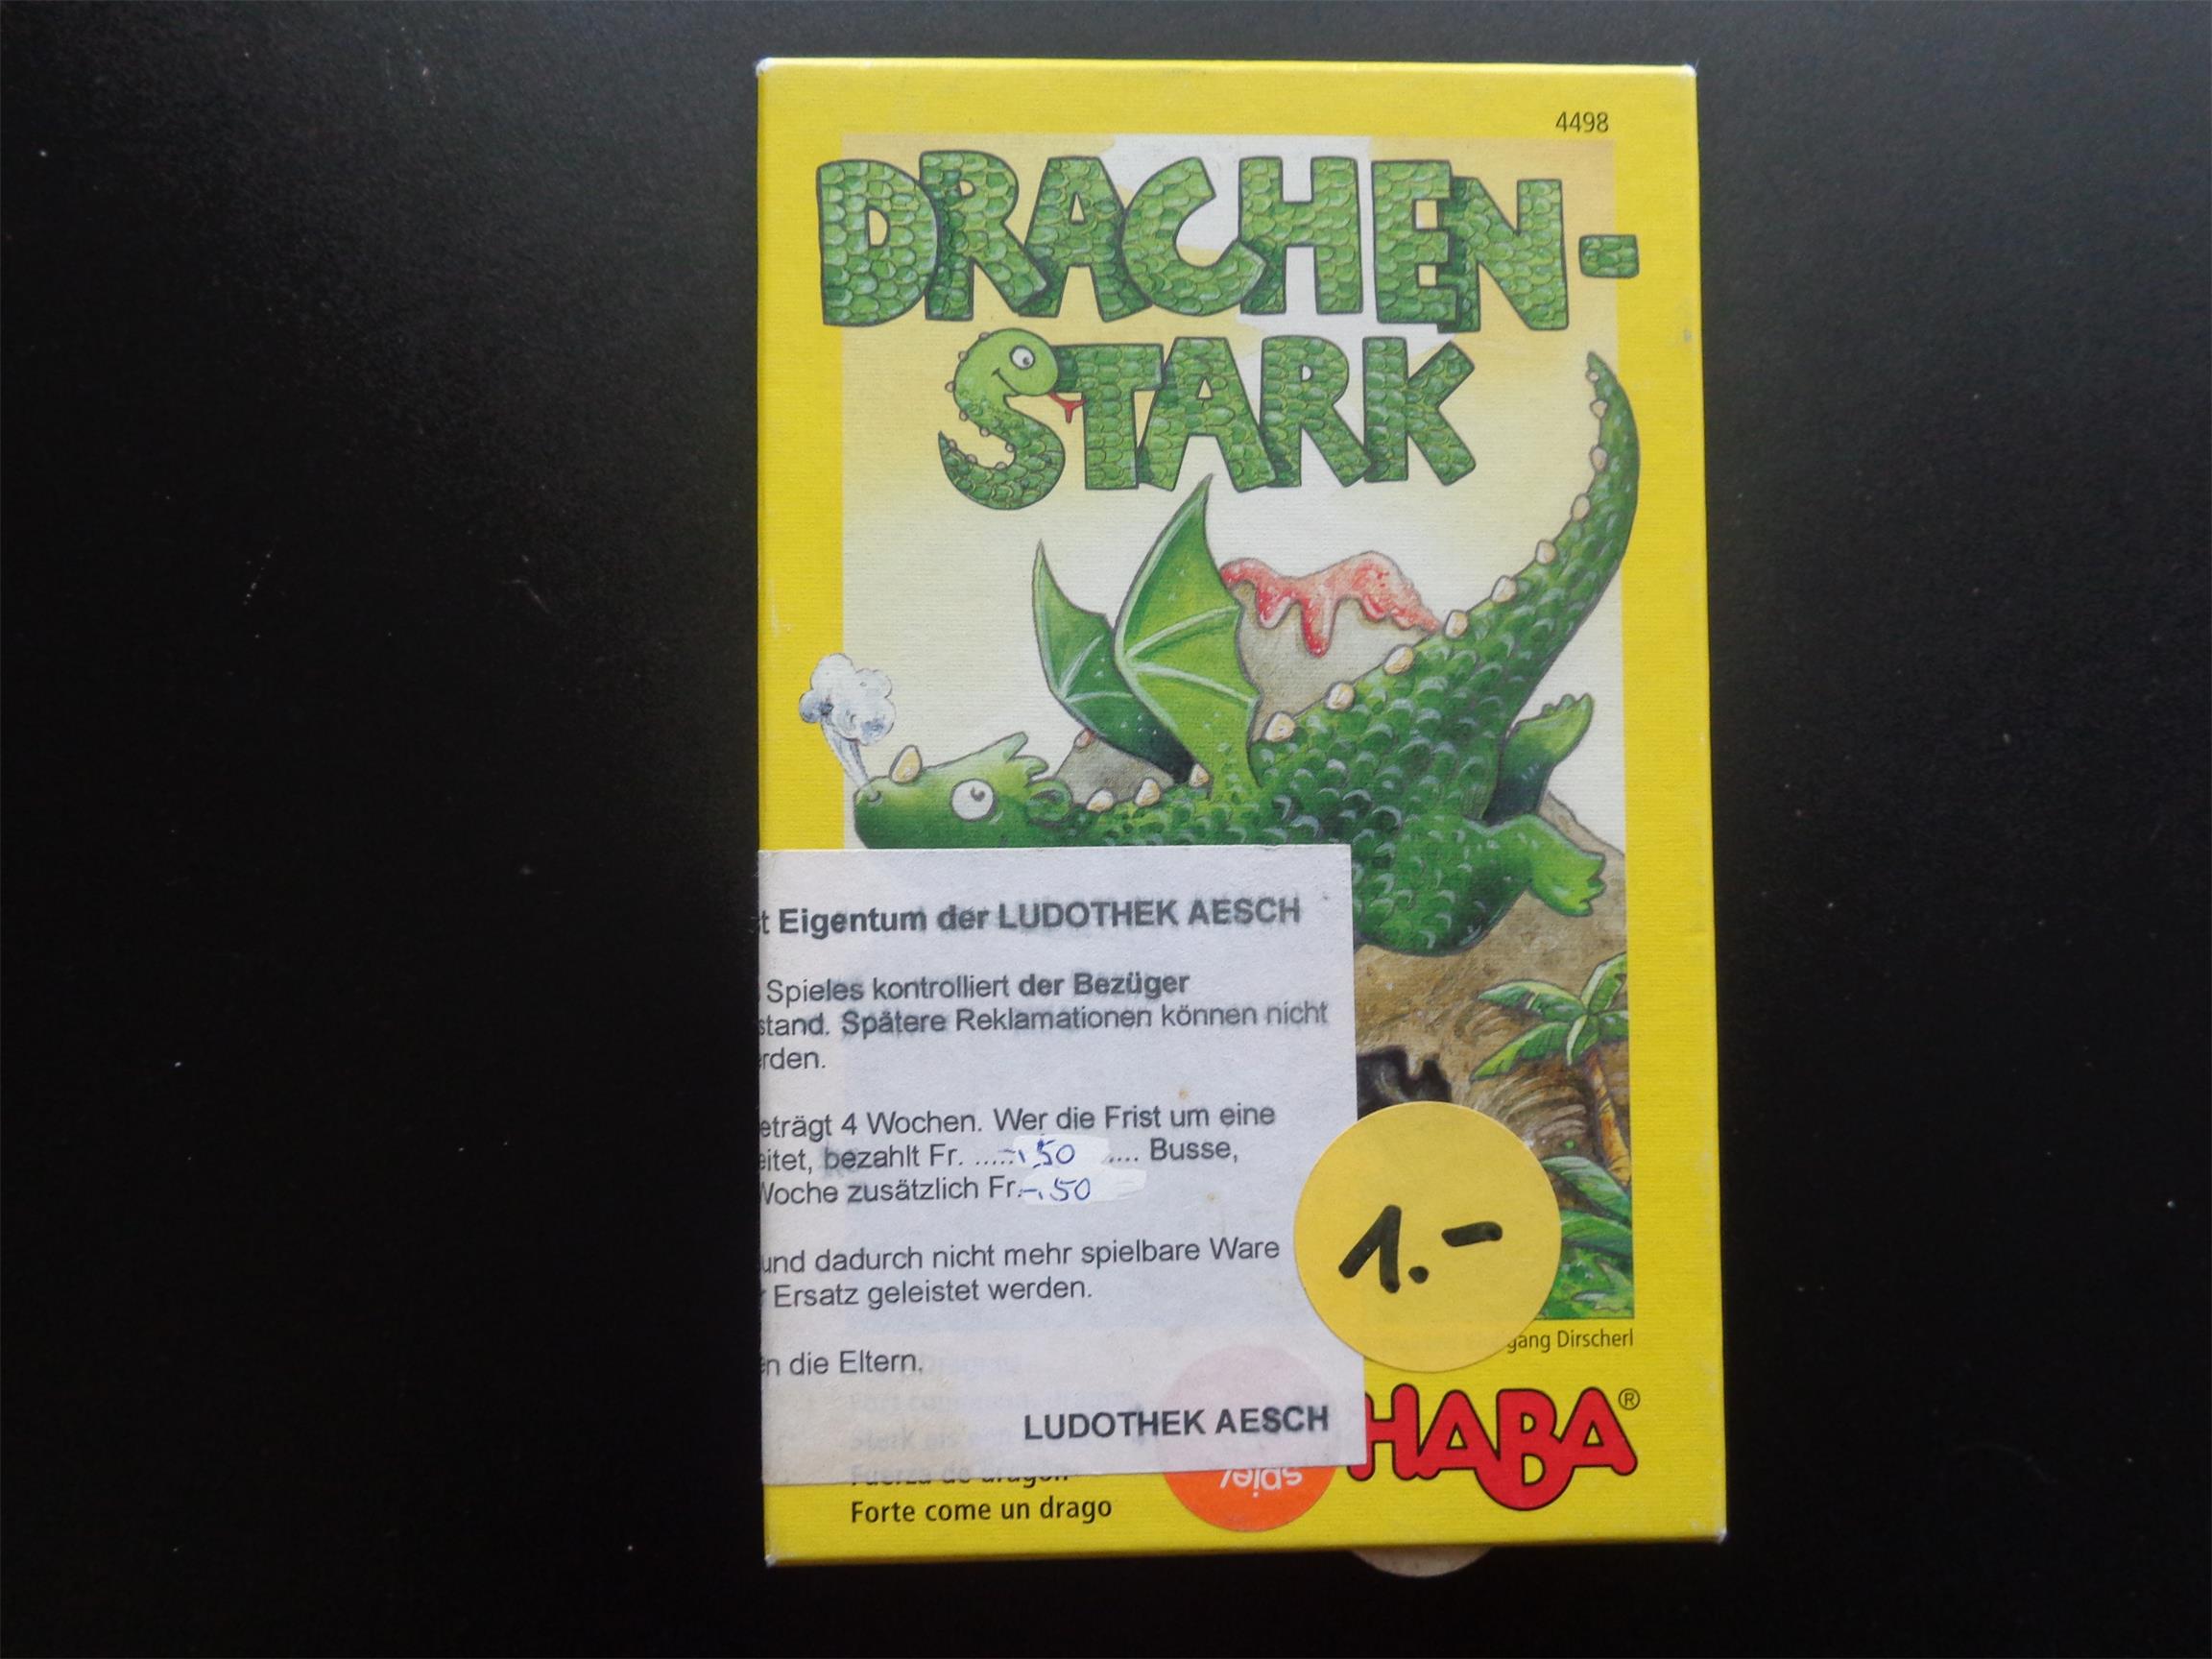 4498
DRACHEN-
STARK
Eigentum der LUDOTHEK AESCH
Spieles kontrolliert der Bezüger
stand. Spätere Reklamationen können nicht
rden.
eträgt 4 Wochen. Wer die Frist um eine
eitet, bezahlt Fr. ....-.50 .... Busse,
Woche zusätzlich Fr.-.50
und dadurch nicht mehr spielbare Ware
Ersatz geleistet werden.
1.-
gang Dirscherl
n die Eltern.
LUDOTHEK AESCH
HABA®
spiel
Forte come un drago